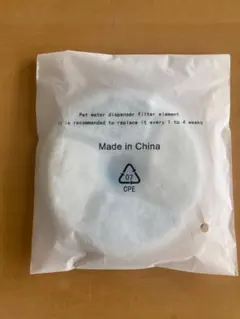 Pet water dispenser filter element
is recommended to replace it every 1 to 4 weeks
Made in China
07
CPE